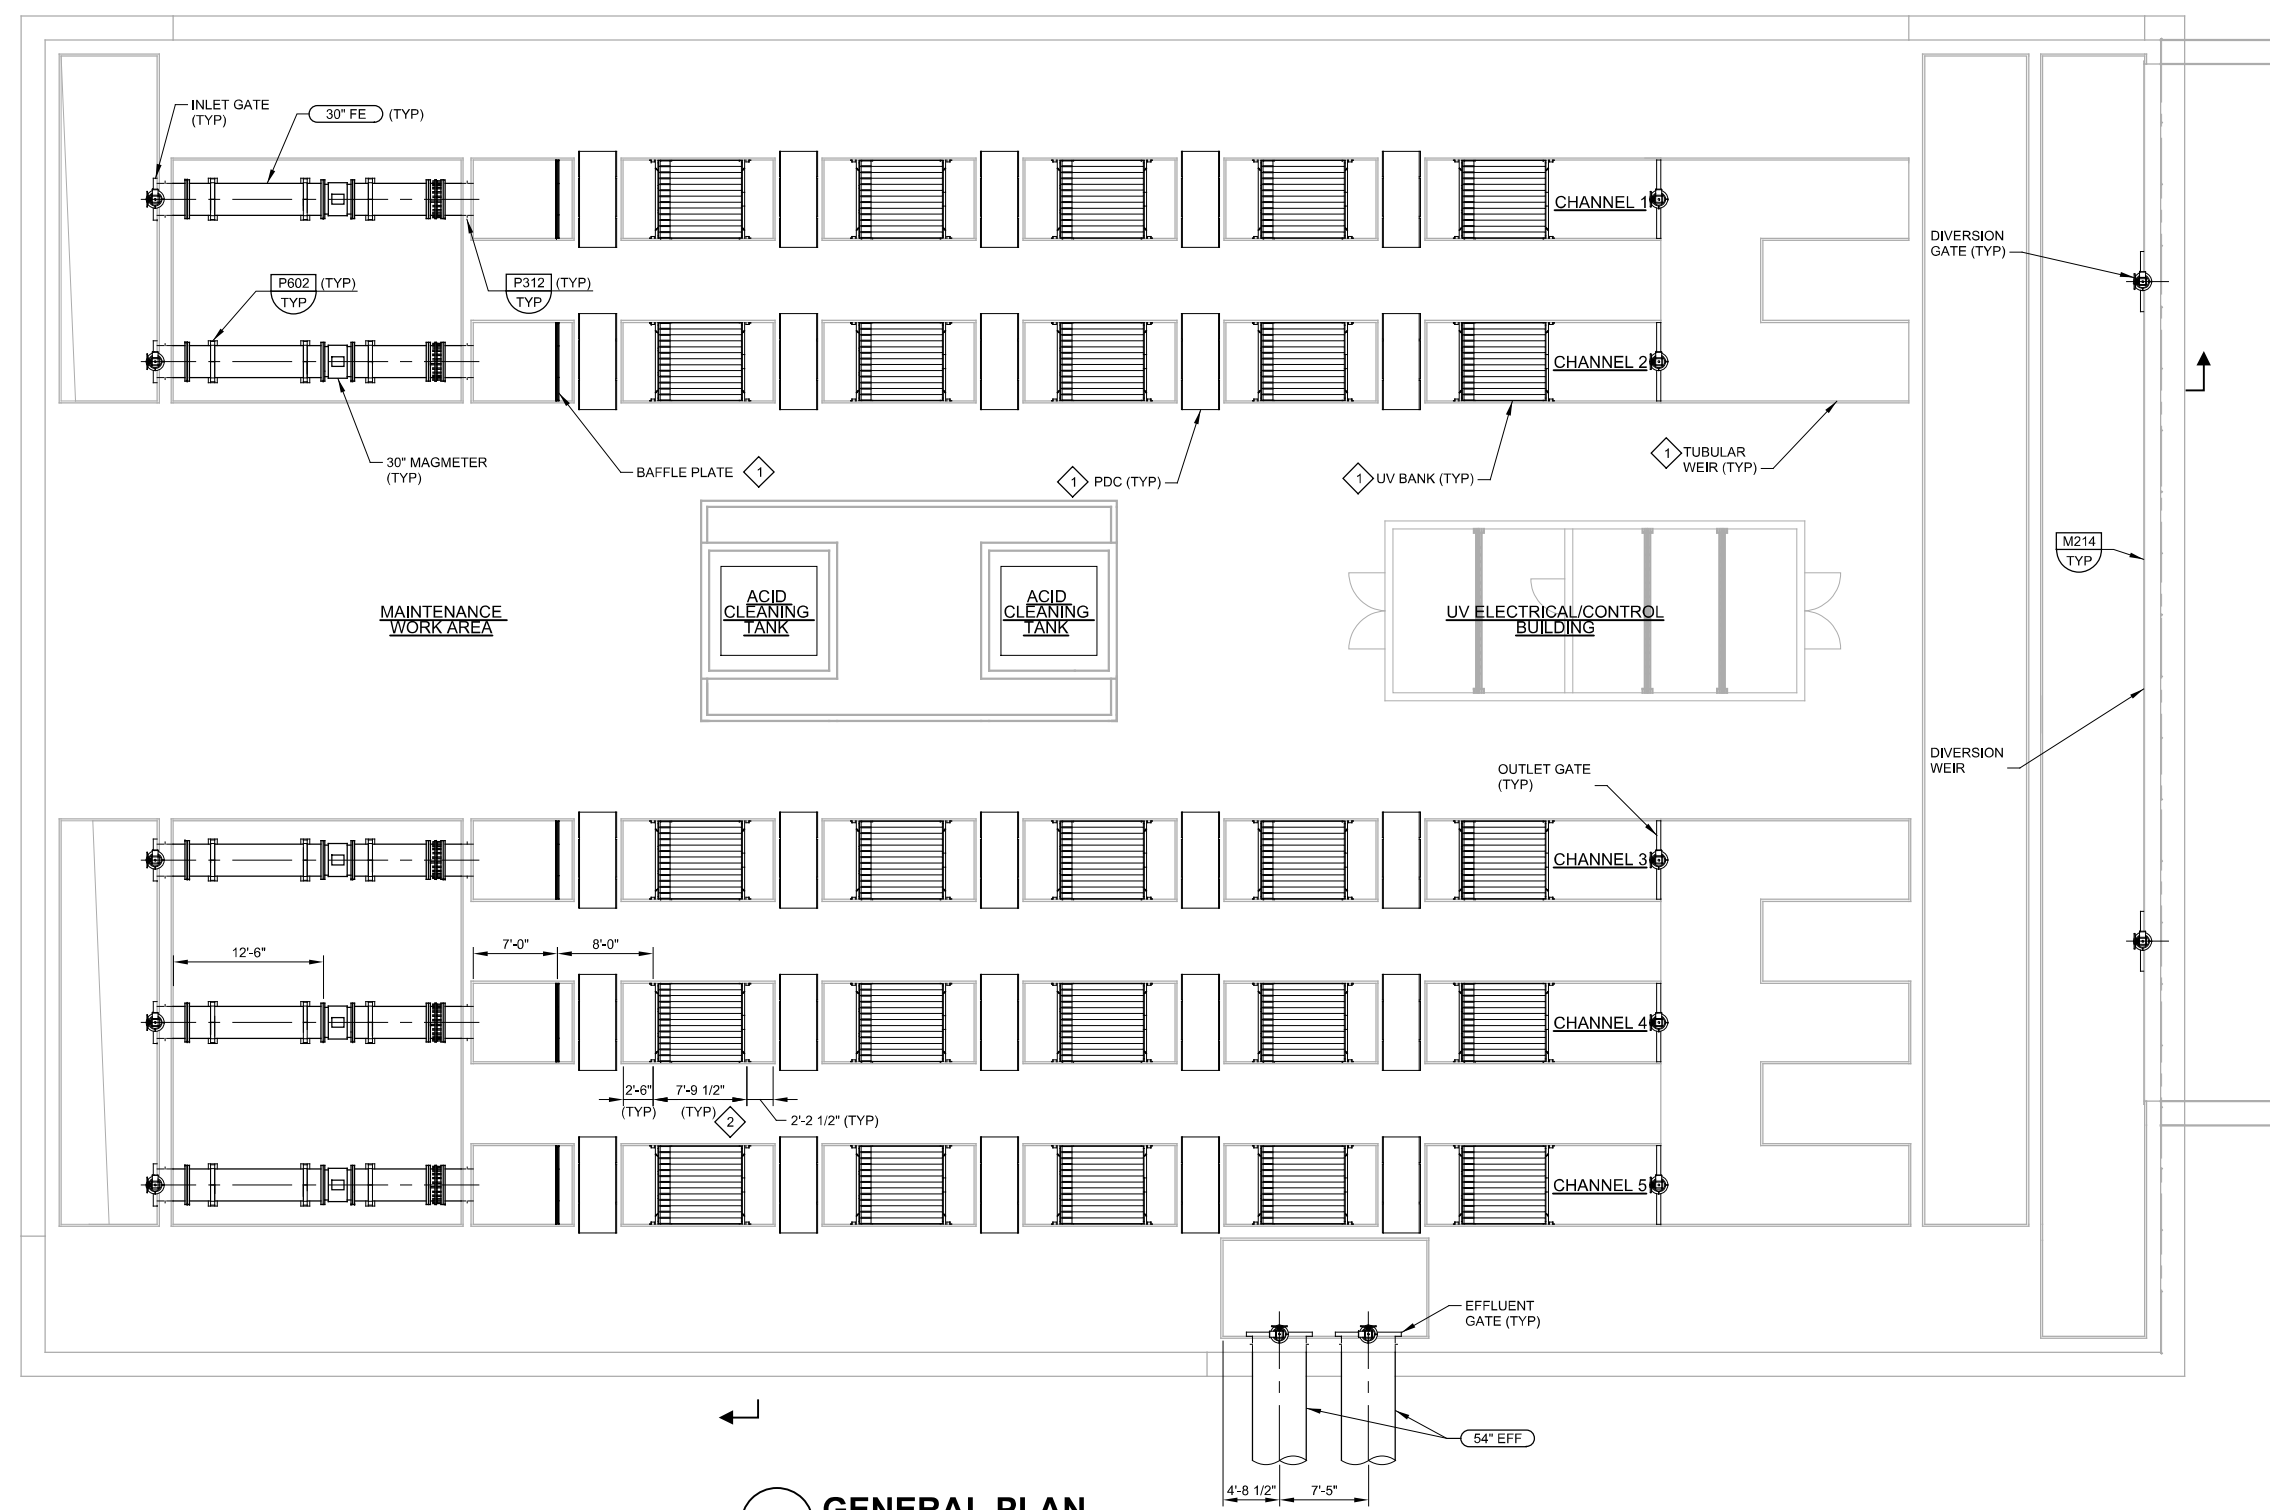 INLET GATE
(TYP)
30" FE (TYP)
CHANNEL 1
DIVERSION
GATE (TYP)
P602 (TYP)
TYP
P312 (TYP)
TYP
CHANNEL 2
30" MAGMETER
(TYP)
BAFFLE PLATE 1
1 PDC (TYP)
1 UV BANK (TYP)
1 TUBULAR
WEIR (TYP)
M214
TYP
MAINTENANCE
WORK AREA
ACID
CLEANING
TANK
ACID
CLEANING
TANK
UV ELECTRICAL/CONTROL
BUILDING
DIVERSION
WEIR
OUTLET GATE
(TYP)
CHANNEL 3
12'-6"
7'-0"
8'-0"
CHANNEL 4
2'-6"
(TYP)
7'-9 1/2"
(TYP)
2
2'-2 1/2" (TYP)
CHANNEL 5
EFFLUENT
GATE (TYP)
54" EFF
4'-8 1/2"
7'-5"
GENERAL PLAN